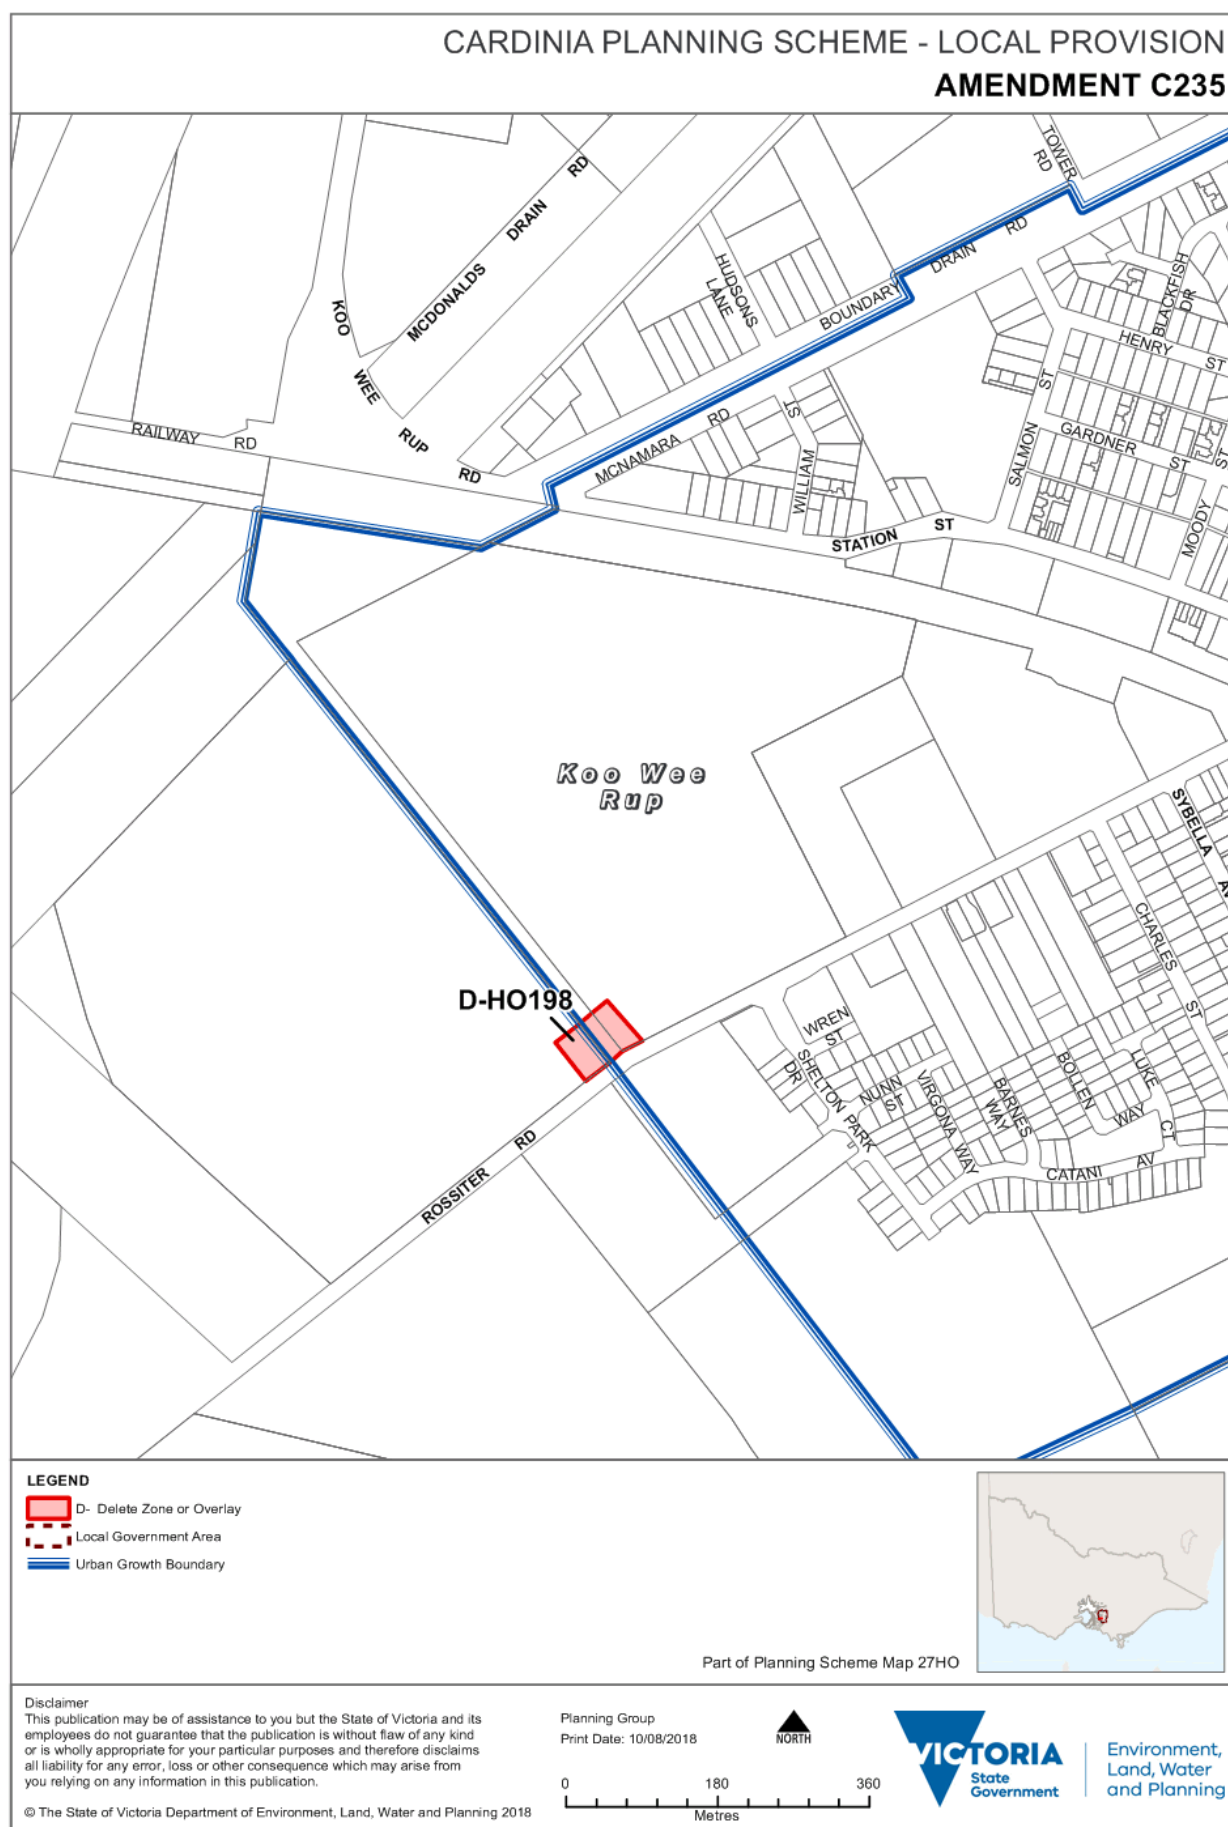 CARDINIA PLANNING SCHEME - LOCAL PROVISION
AMENDMENT C235
TOWER
RD
MCDONALDS DRAIN RD
HUDSONS
LANE
BOUNDARY DRAIN RD
BLACKFISH
DR
KOO WEE RUP RD
HENRY ST
RAILWAY RD
MCNAMARA RD
WILLIAM ST
SALMON ST
GARDNER ST
ST
MOODY
STATION ST
Koo Wee
Rup
SYBELLA
AV
CHARLES ST
D-HO198
WREN
ST
SHELTON PARK
DR
NUNN
ST
VIRGONA WAY
BARNES
WAY
BOLLEN
WAY
LUKE
CT
CATANI AV
ROSSITER RD
LEGEND
D- Delete Zone or Overlay
Local Government Area
Urban Growth Boundary
Part of Planning Scheme Map 27HO
Disclaimer
This publication may be of assistance to you but the State of Victoria and its
employees do not guarantee that the publication is without flaw of any kind
or is wholly appropriate for your particular purposes and therefore disclaims
all liability for any error, loss or other consequence which may arise from
you relying on any information in this publication.
© The State of Victoria Department of Environment, Land, Water and Planning 2018
Planning Group
Print Date: 10/08/2018
NORTH
0 180 360
Metres
VICTORIA
State
Government
Environment,
Land, Water
and Planning